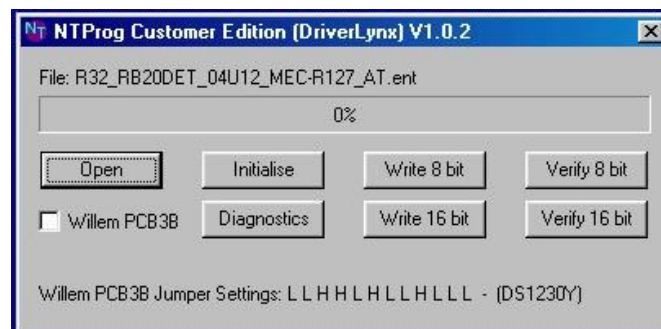 NT NTProg Customer Edition (DriverLynx) V1.0.2
File: R32_RB20DET_04U12_MEC-R127_AT.ent
0%
Open Initialise Write 8 bit Verify 8 bit
Willem PCB3B Diagnostics Write 16 bit Verify 16 bit
Willem PCB3B Jumper Settings: L L H H L H L L H L L L - (DS1230Y)